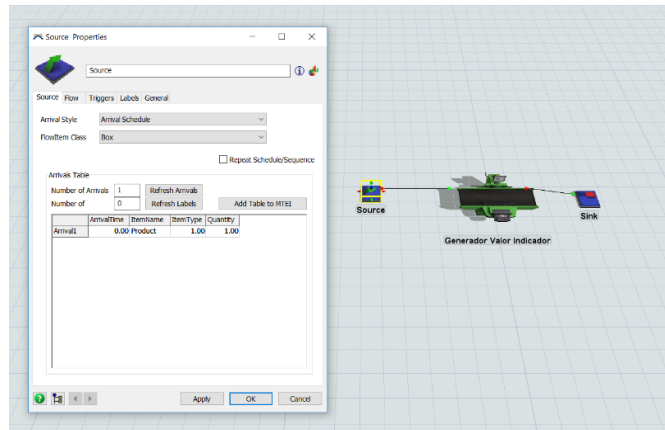 Source Properties
Source
Source Flow Triggers Labels General
Arrival Style Arrival Schedule
FlowItem Class Box
Repeat Schedule/Sequence
Arrivals Table
Number of Arrivals 1 Refresh Arrivals
Number of 0 Refresh Labels Add Table to MTEI
ArrivalTime ItemName ItemType Quantity
Arrival1 0.00 Product 1.00 1.00
Apply OK Cancel
Source
Generador Valor Indicador
Sink